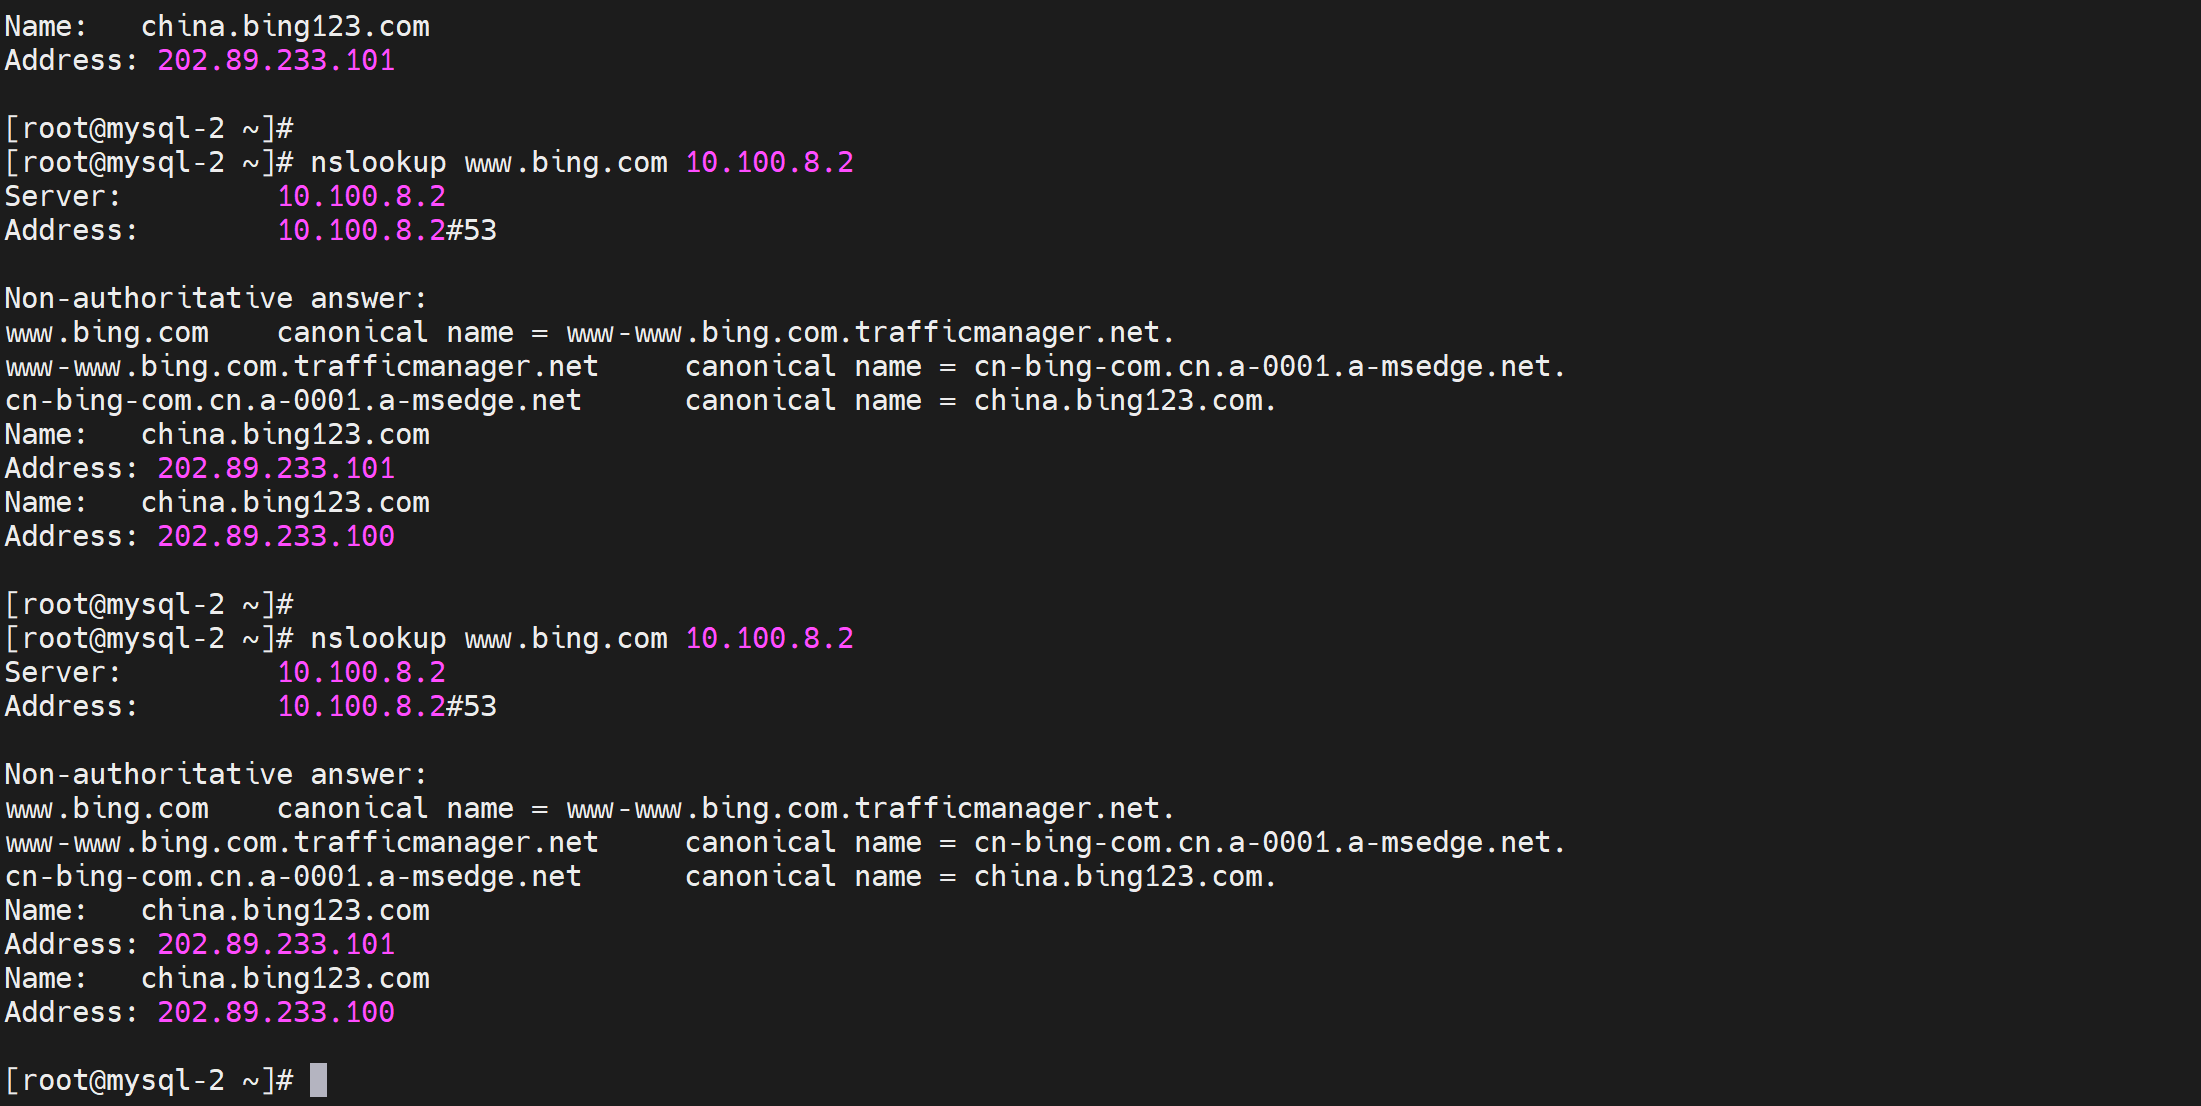 Name:   china.bing123.com
Address: 202.89.233.101
[root@mysql-2 ~]#
[root@mysql-2 ~]# nslookup www.bing.com 10.100.8.2
Server:         10.100.8.2
Address:        10.100.8.2#53
Non-authoritative answer:
www.bing.com    canonical name = www-www.bing.com.trafficmanager.net.
www-www.bing.com.trafficmanager.net     canonical name = cn-bing-com.cn.a-0001.a-msedge.net.
cn-bing-com.cn.a-0001.a-msedge.net      canonical name = china.bing123.com.
Name:   china.bing123.com
Address: 202.89.233.101
Name:   china.bing123.com
Address: 202.89.233.100
[root@mysql-2 ~]#
[root@mysql-2 ~]# nslookup www.bing.com 10.100.8.2
Server:         10.100.8.2
Address:        10.100.8.2#53
Non-authoritative answer:
www.bing.com    canonical name = www-www.bing.com.trafficmanager.net.
www-www.bing.com.trafficmanager.net     canonical name = cn-bing-com.cn.a-0001.a-msedge.net.
cn-bing-com.cn.a-0001.a-msedge.net      canonical name = china.bing123.com.
Name:   china.bing123.com
Address: 202.89.233.101
Name:   china.bing123.com
Address: 202.89.233.100
[root@mysql-2 ~]#